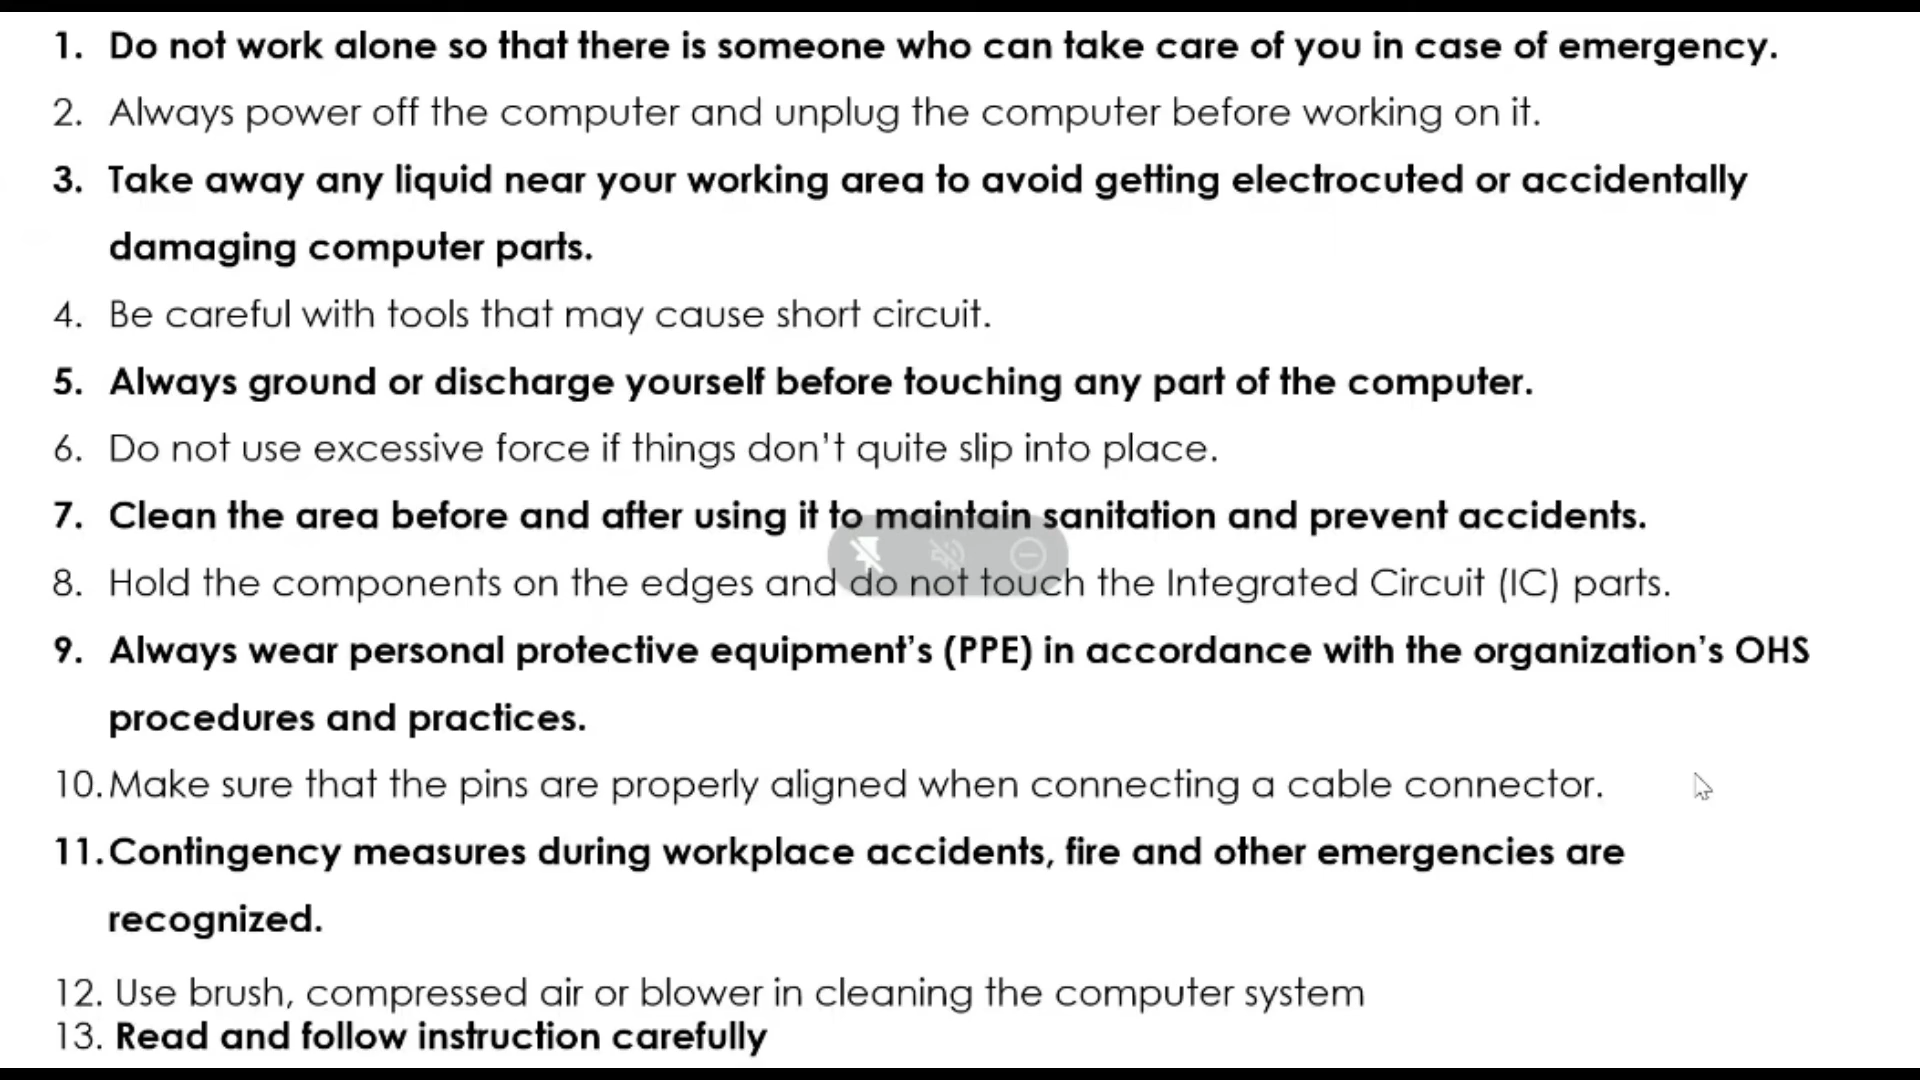 1. Do not work alone so that there is someone who can take care of you in case of emergency.
2. Always power off the computer and unplug the computer before working on it.
3. Take away any liquid near your working area to avoid getting electrocuted or accidentally
damaging computer parts.
4. Be careful with tools that may cause short circuit.
5. Always ground or discharge yourself before touching any part of the computer.
6. Do not use excessive force if things don't quite slip into place.
7. Clean the area before and after using it to maintain sanitation and prevent accidents.
8. Hold the components on the edges and do not touch the Integrated Circuit (IC) parts.
9. Always wear personal protective equipment's (PPE) in accordance with the organization's OHS
procedures and practices.
10. Make sure that the pins are properly aligned when connecting a cable connector.
11. Contingency measures during workplace accidents, fire and other emergencies are
recognized.
12. Use brush, compressed air or blower in cleaning the computer system
13. Read and follow instruction carefully